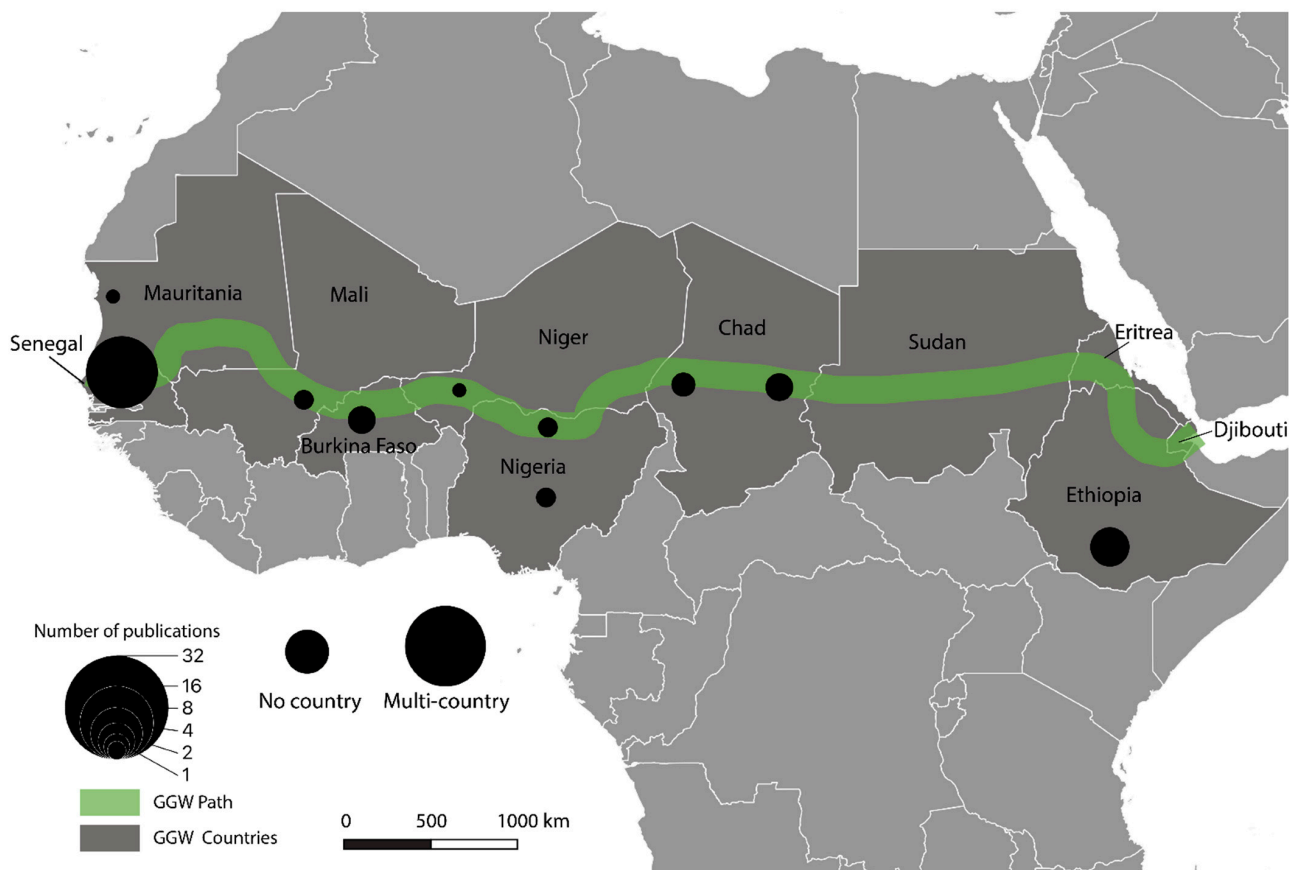 Mauritania
Mali
Senegal
Niger
Chad
Sudan
Eritrea
Burkina Faso
Nigeria
Djibouti
Ethiopia
Number of publications
32
16
8
4
2
1
No country
Multi-country
GGW Path
GGW Countries
0 500 1000 km